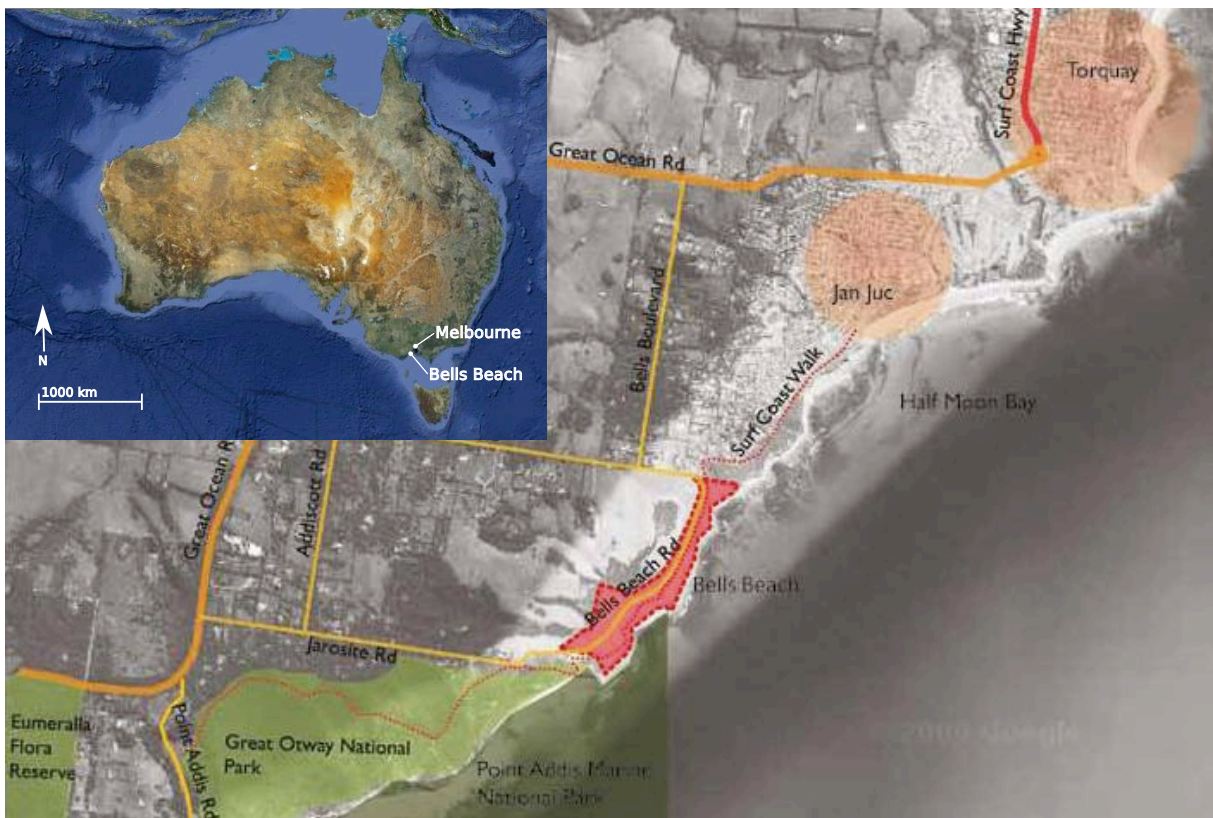 Melbourne
Bells Beach
N
1000 km
Torquay
Surf Coast Hwy
Great Ocean Rd
Jan Juc
Bells Boulevard
Surf Coast Walk
Half Moon Bay
Great Ocean R
Addiscott Rd
Bells Beach Rd
Bells Beach
Jarosite Rd
Point Addis Rd
Eumeralla
Flora
Reserve
Great Otway National
Park
Point Addis Marine
National Park
Google